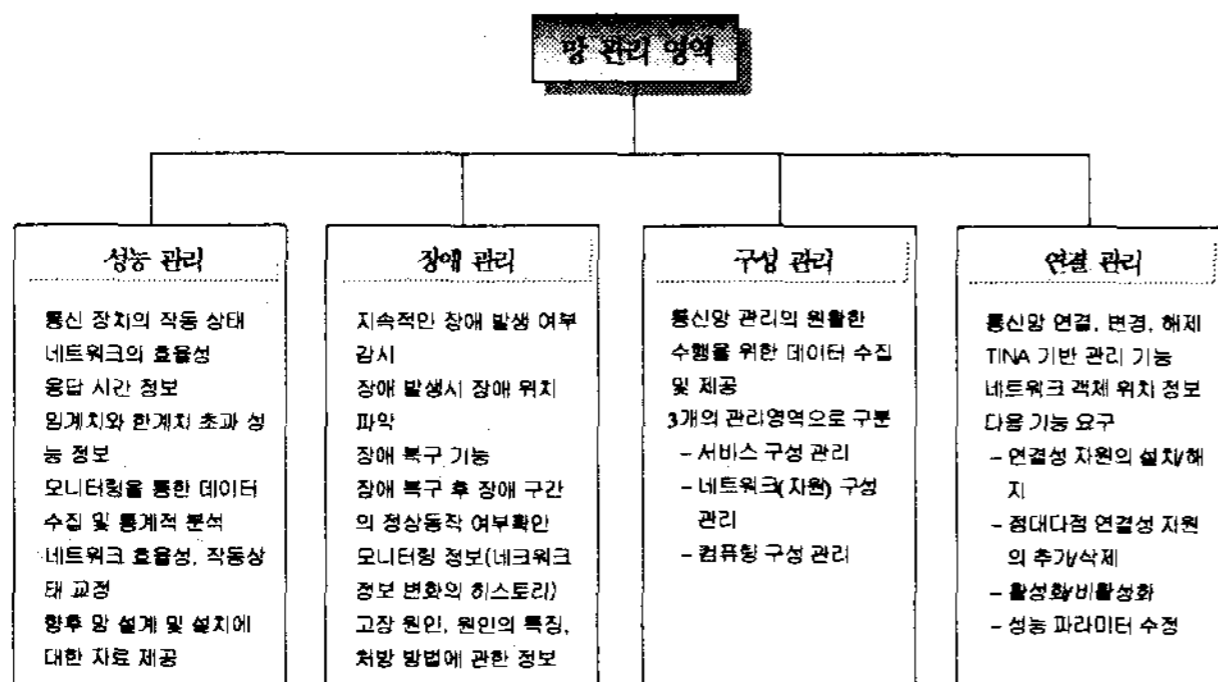 망 관리 영역
성능 관리
통신 장치의 작동 상태
네트워크의 효율성
응답 시간 정보
임계치와 한계치 초과 성
능 정보
모니터링을 통한 데이터
수집 및 통계적 분석
네트워크 효율성, 작동상
태 교정
향후 망 설계 및 설치에
대한 자료 제공
장애 관리
지속적인 장애 발생 여부
감시
장애 발생시 장애 위치
파악
장애 복구 기능
장애 복구 후 장애 구간
의 정상동작 여부확인
모니터링 정보(네크워크
정보 변화의 히스토리)
고장 원인, 원인의 특징,
처방 방법에 관한 정보
구성 관리
통신망 관리의 원활한
수행을 위한 데이터 수집
및 제공
3개의 관리영역으로 구분
– 서비스 구성 관리
– 네트워크(자원) 구성
관리
– 컴퓨팅 구성 관리
연결 관리
통신망 연결, 변경, 해제
TINA 기반 관리 기능
네트워크 객체 위치 정보
다음 기능 요구
– 연결성 자원의 설치/해
지
– 점대다점 연결성 자원
의 추가/삭제
– 활성화/비활성화
– 성능 파라미터 수정